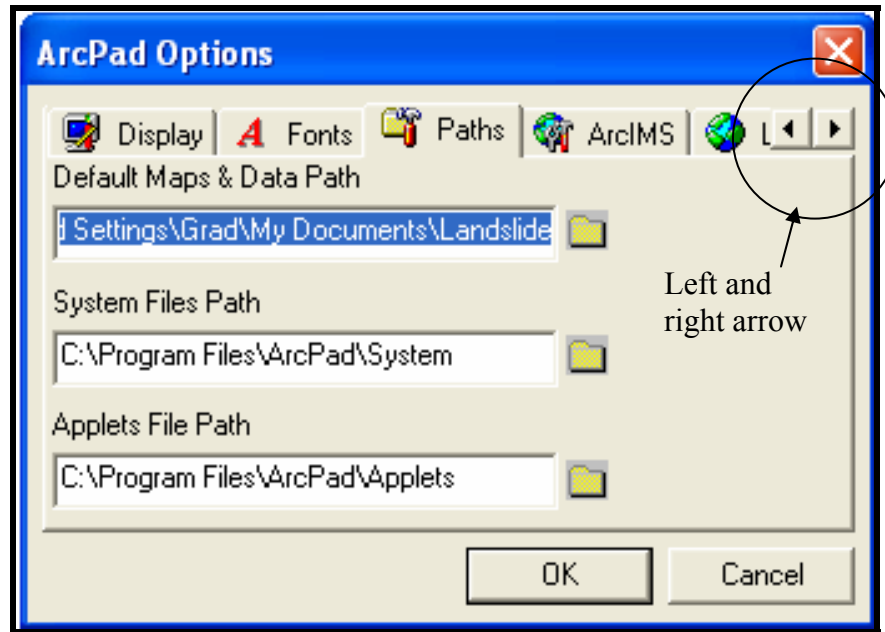 ArcPad Options
Display Fonts Paths ArcIMS L
Default Maps & Data Path
d Settings\Grad\My Documents\Landslide
System Files Path
C:\Program Files\ArcPad\System
Applets File Path
C:\Program Files\ArcPad\Applets
Left and
right arrow
OK Cancel